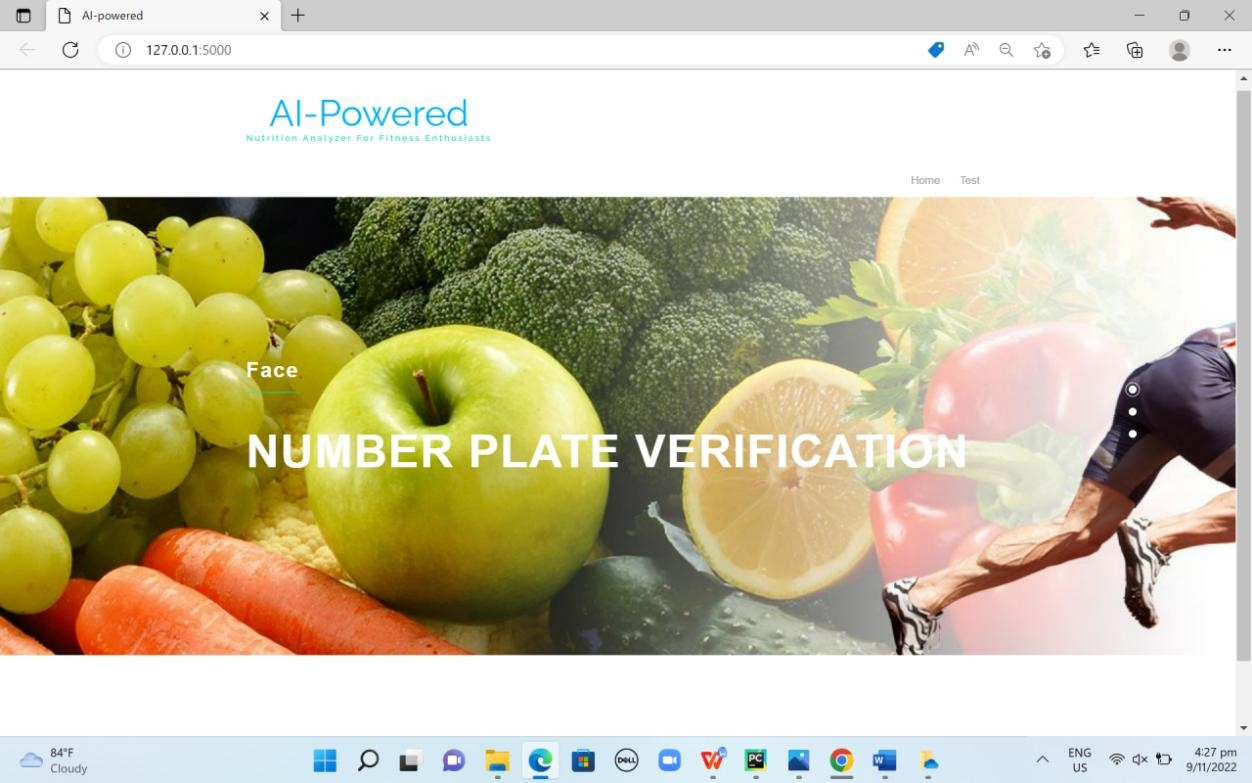 AI-powered
127.0.0.1:5000
AI-Powered
Nutrition Analyzer For Fitness Enthusiasts
Home Test
Face
NUMBER PLATE VERIFICATION
84°F
Cloudy
DELL
ENG
US
4:27 pm
9/11/2022